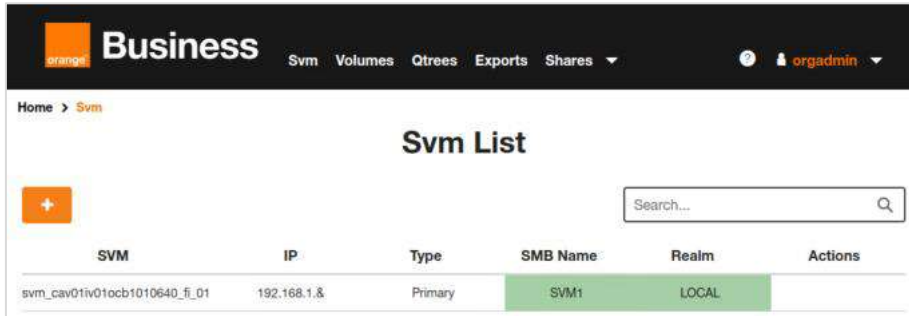 orange Business Svm Volumes Qtrees Exports Shares ? orgadmin
Home > Svm
Svm List
+ Search...
SVM IP Type SMB Name Realm Actions
svm_cav01iv01ocb1010640_fi_01 192.168.1.& Primary SVM1 LOCAL